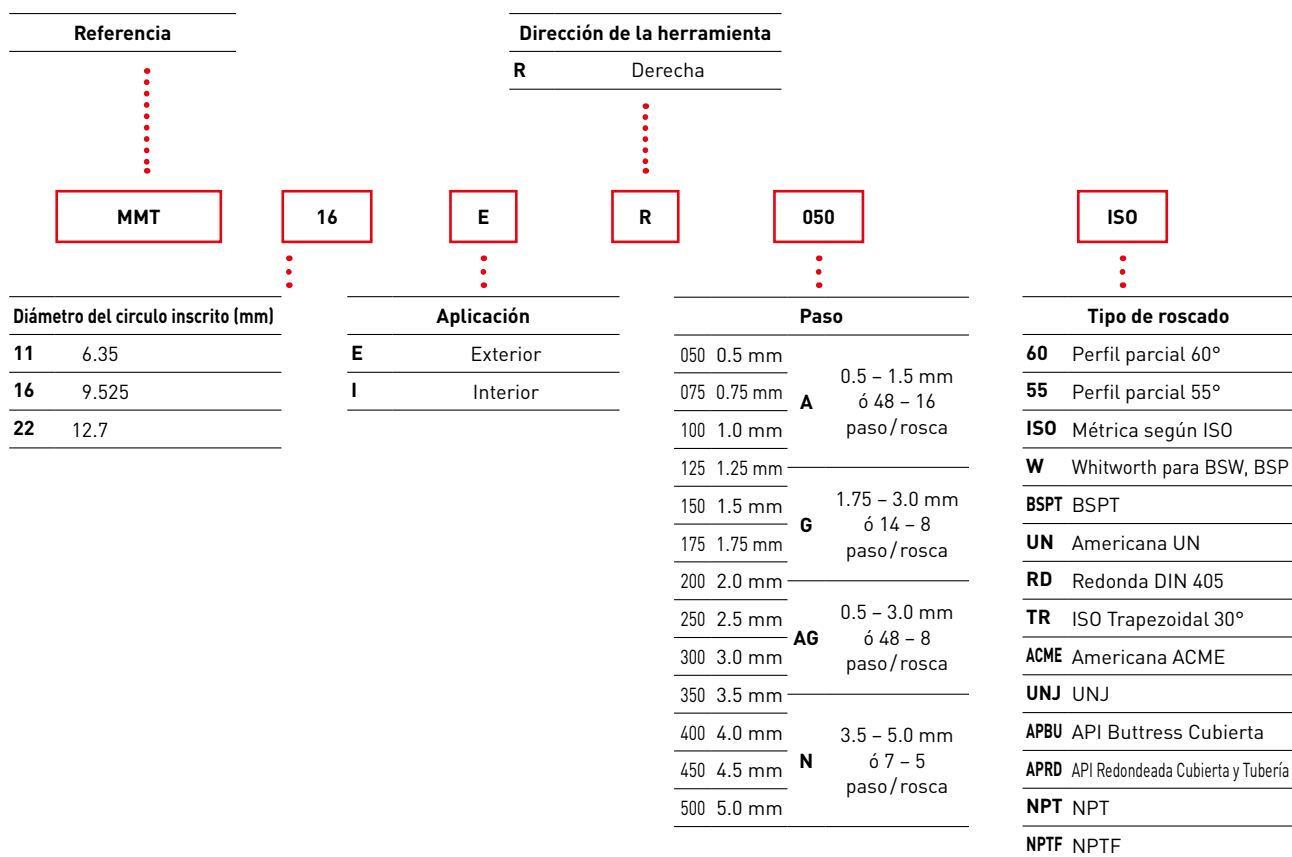 Referencia
Dirección de la herramienta
R Derecha
MMT 16 E R 050 ISO
Diámetro del circulo inscrito (mm)
11 6.35
16 9.525
22 12.7
Aplicación
E Exterior
I Interior
Paso
050 0.5 mm
075 0.75 mm
100 1.0 mm
125 1.25 mm
150 1.5 mm
175 1.75 mm
200 2.0 mm
250 2.5 mm
300 3.0 mm
350 3.5 mm
400 4.0 mm
450 4.5 mm
500 5.0 mm
A
0.5 – 1.5 mm
ó 48 – 16
paso/rosca
G
1.75 – 3.0 mm
ó 14 – 8
paso/rosca
AG
0.5 – 3.0 mm
ó 48 – 8
paso/rosca
N
3.5 – 5.0 mm
ó 7 – 5
paso/rosca
Tipo de roscado
60 Perfil parcial 60°
55 Perfil parcial 55°
ISO Métrica según ISO
W Whitworth para BSW, BSP
BSPT BSPT
UN Americana UN
RD Redonda DIN 405
TR ISO Trapezoidal 30°
ACME Americana ACME
UNJ UNJ
APBU API Buttress Cubierta
APRD API Redondeada Cubierta y Tubería
NPT NPT
NPTF NPTF